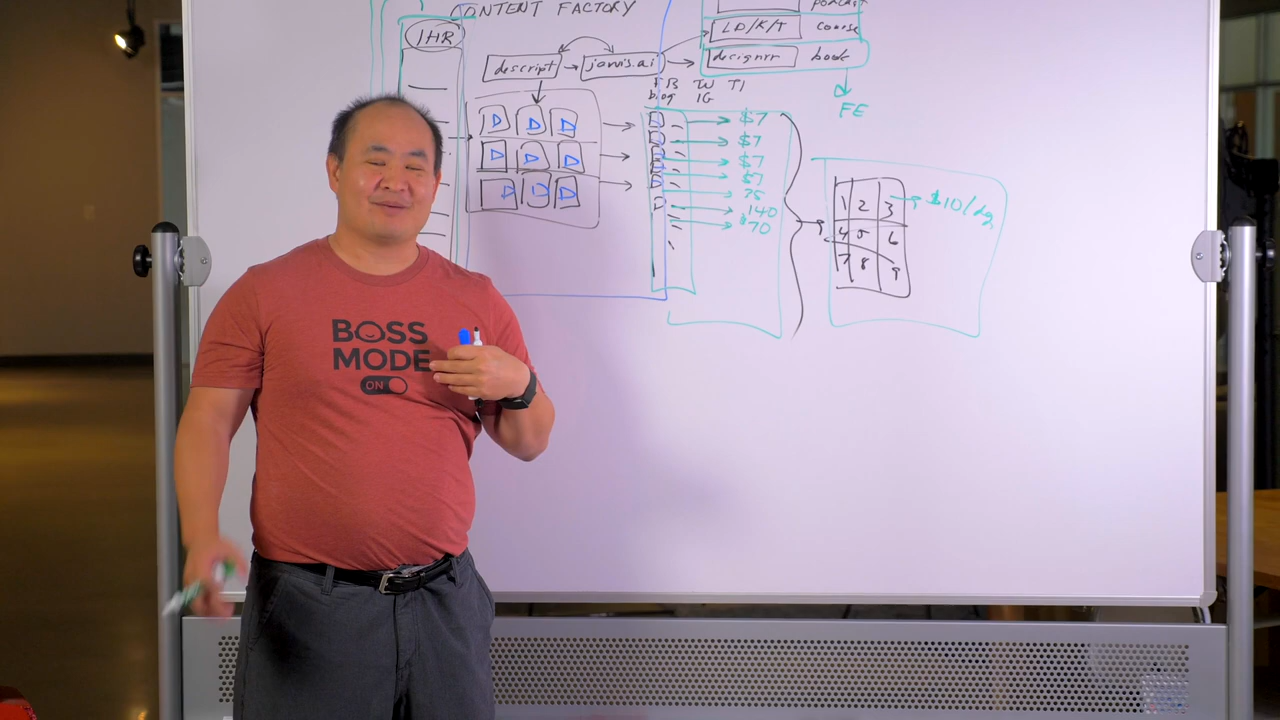 CONTENT FACTORY
podcast
1HR
LD/K/T course
descript → jarvis.ai → designrr book
FB TW TI
blog IG
FE
$7
$7
$7
$7
75
140
$70
1 2 3 → $10/day
4 5 6
7 8 9
BOSS
MODE
ON